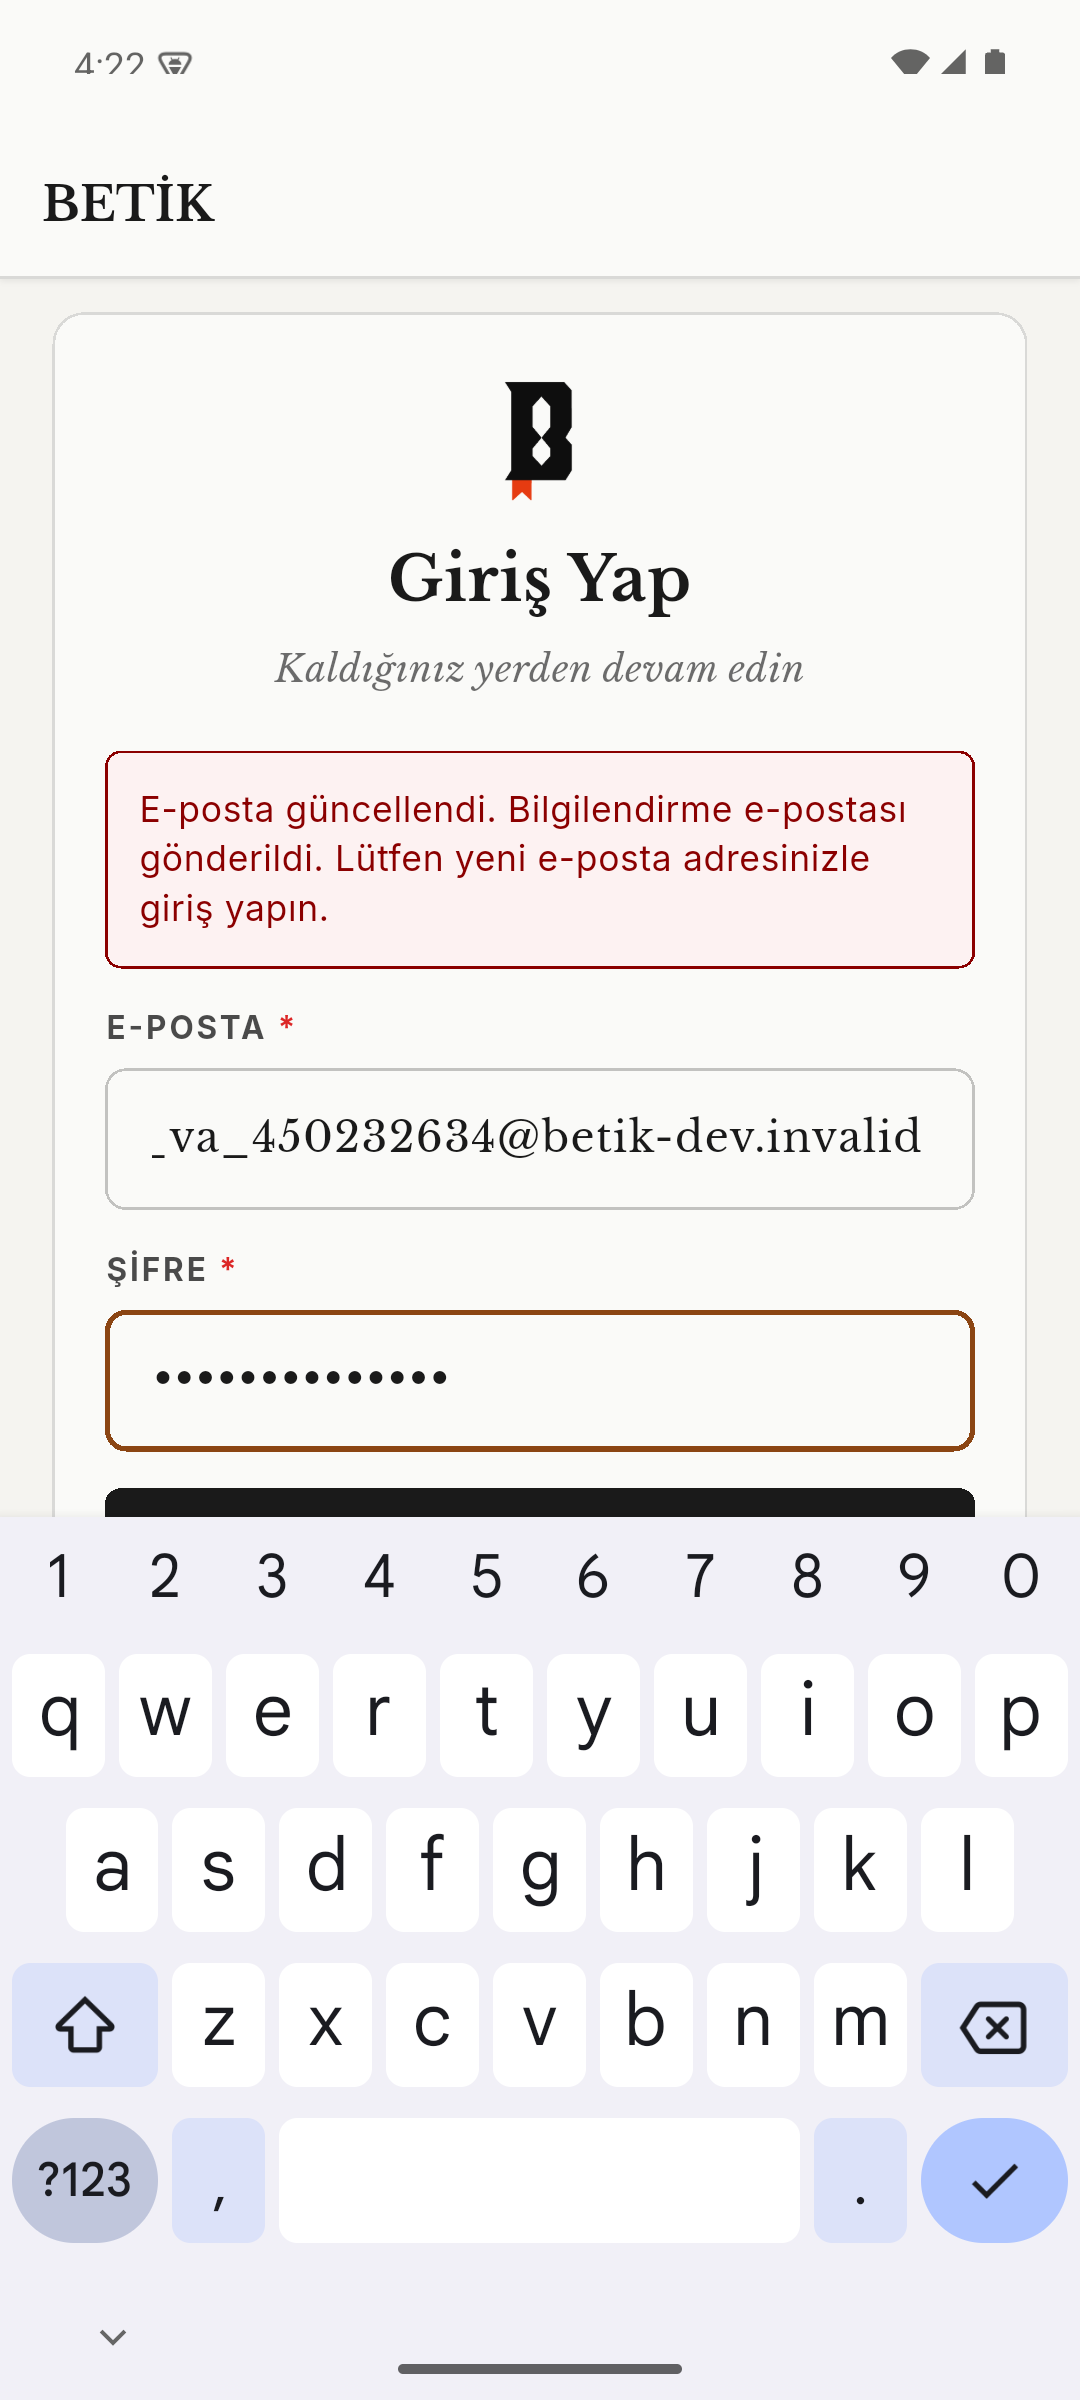 4:22
BETİK
Giriş Yap
Kaldığınız yerden devam edin
E-posta güncellendi. Bilgilendirme e-postası
gönderildi. Lütfen yeni e-posta adresinizle
giriş yapın.
E-POSTA *
_va_450232634@betik-dev.invalid
ŞİFRE *
••••••••••••••
1 2 3 4 5 6 7 8 9 0
q w e r t y u i o p
a s d f g h j k l
z x c v b n m
?123 , .